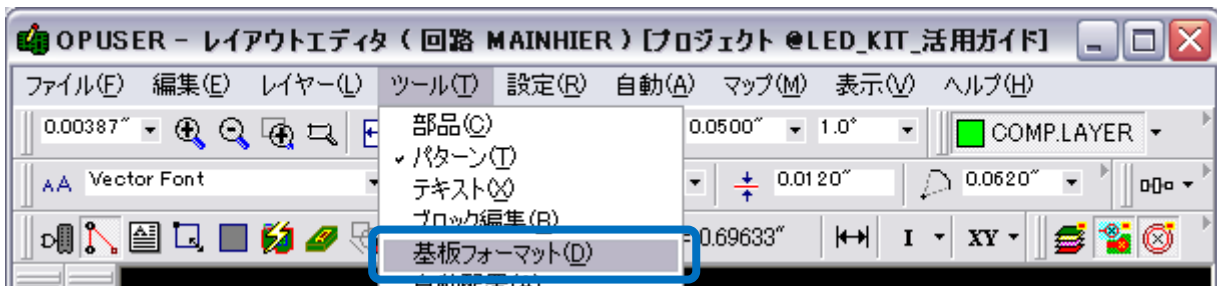 OPUSER - レイアウトエディタ ( 回路 MAINHIER ) [プロジェクト @LED_KIT_活用ガイド]
ファイル(F) 編集(E) レイヤー(L) ツール(T) 設定(R) 自動(A) マップ(M) 表示(V) ヘルプ(H)
0.00387" 0.0500" 1.0° COMP.LAYER
部品(C)
パターン(T)
AA Vector Font 0.0120" 0.0620"
テキスト(X)
ブロック編集(B)
0.69633" I XY
基板フォーマット(D)